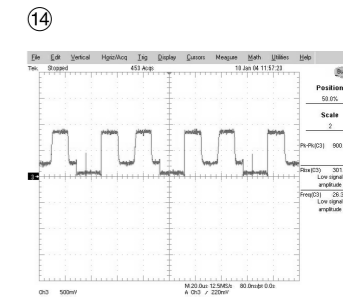 14
File Edit Vertical Horiz/Acq Trig Display Cursors Measure Math Utilities Help
Tek Stopped 453 Acqs 10 Jan 04 11:57:23
Position
50.0%
Scale
2
Pk-Pk(C3) 900.
Rise(C3) 301
Low signal
amplitude
Freq(C3) 26.3
Low signal
amplitude
M 20.0us 12.5MS/s 80.0ns/pt 0.0s
Ch3 500mV A Ch3 / 220mV